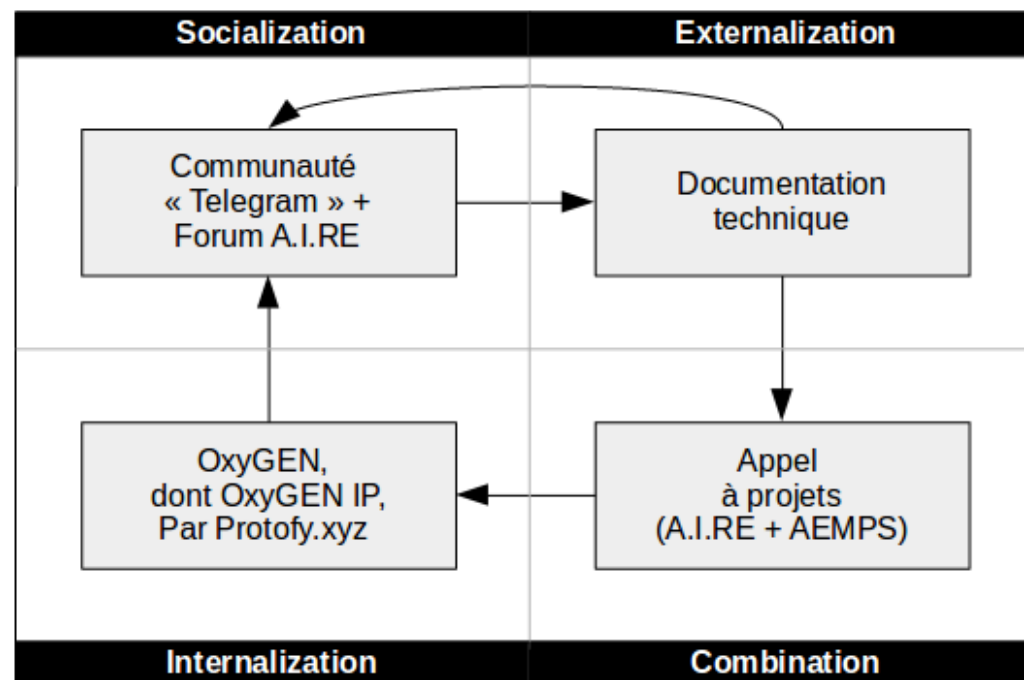 Socialization
Externalization
Communauté
« Telegram » +
Forum A.I.RE
Documentation
technique
OxyGEN,
dont OxyGEN IP,
Par Protofy.xyz
Appel
à projets
(A.I.RE + AEMPS)
Internalization
Combination